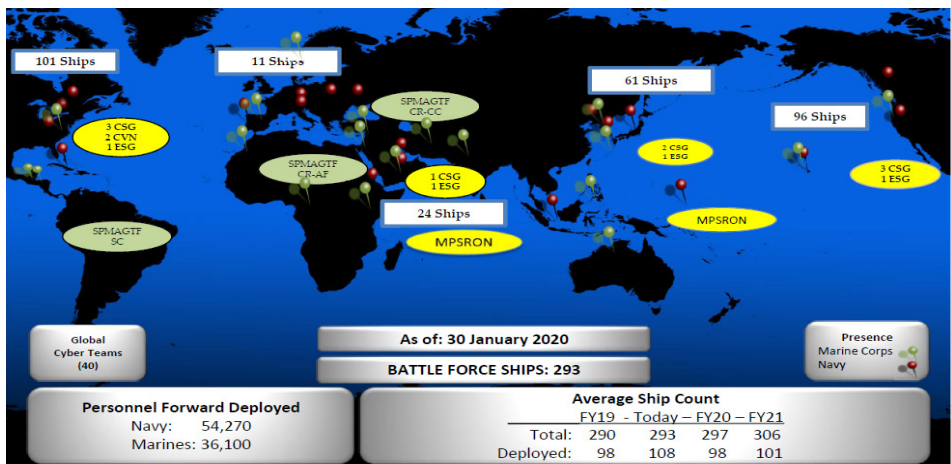 101 Ships
11 Ships
61 Ships
96 Ships
3 CSG
2 CVN
1 ESG
SPMAGTF
CR-CC
2 CSG
1 ESG
SPMAGTF
CR-AF
1 CSG
1 ESG
3 CSG
1 ESG
24 Ships
MPSRON
MPSRON
SPMAGTF
SC
Global
Cyber Teams
(40)
As of: 30 January 2020
BATTLE FORCE SHIPS: 293
Presence
Marine Corps
Navy
Personnel Forward Deployed
Navy: 54,270
Marines: 36,100
Average Ship Count
FY19 - Today – FY20 – FY21
Total: 290 293 297 306
Deployed: 98 108 98 101